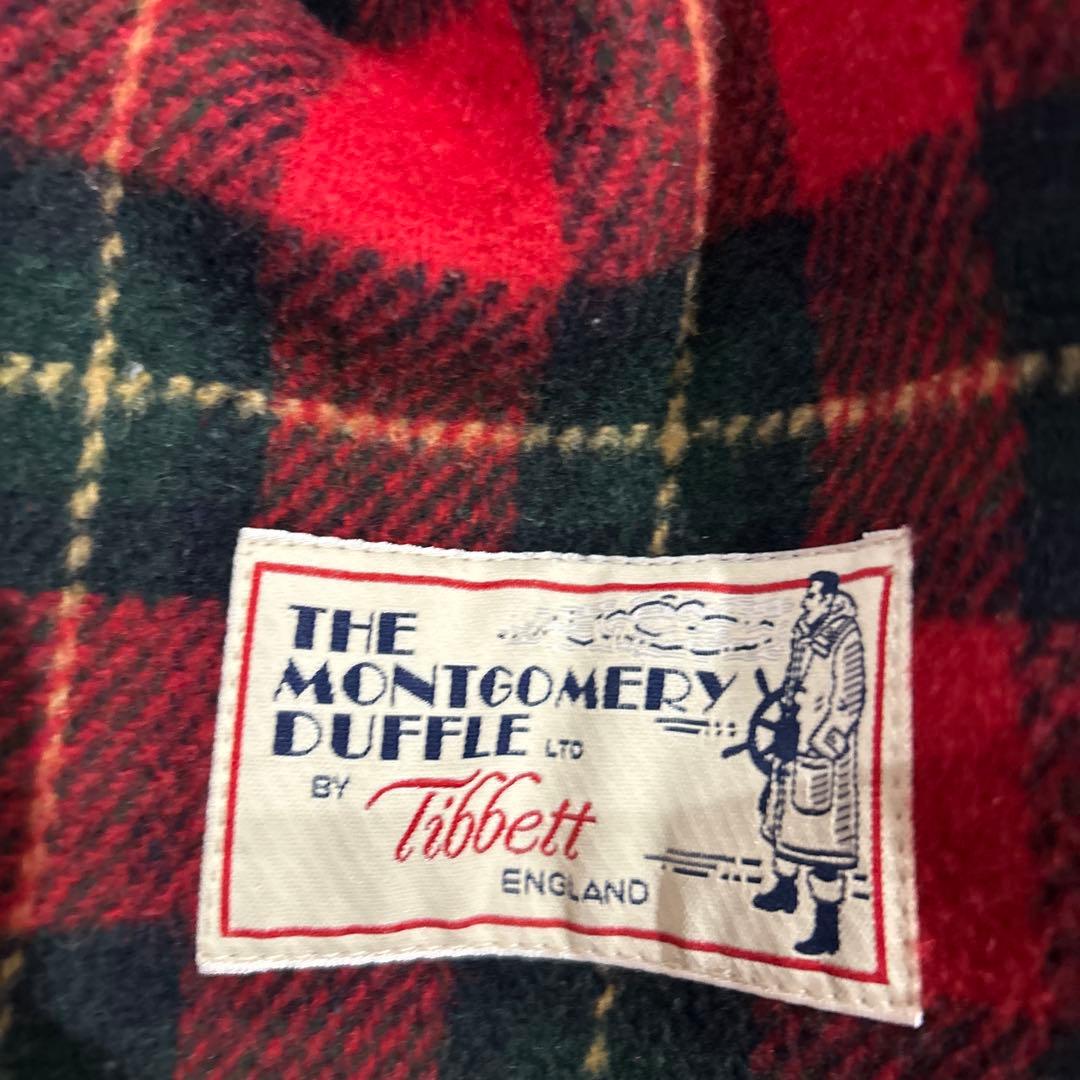 THE
MONTGOMERY
DUFFLE LTD
BY Tibbett
ENGLAND